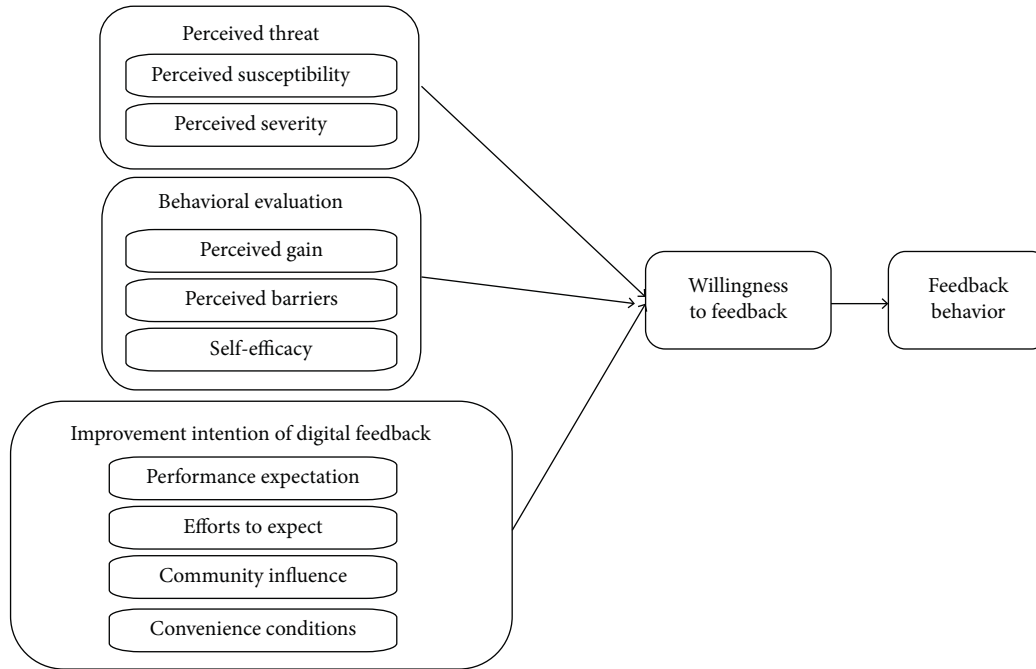 Perceived threat
Perceived susceptibility
Perceived severity
Behavioral evaluation
Perceived gain
Perceived barriers
Self-efficacy
Improvement intention of digital feedback
Performance expectation
Efforts to expect
Community influence
Convenience conditions
Willingness
to feedback
Feedback
behavior